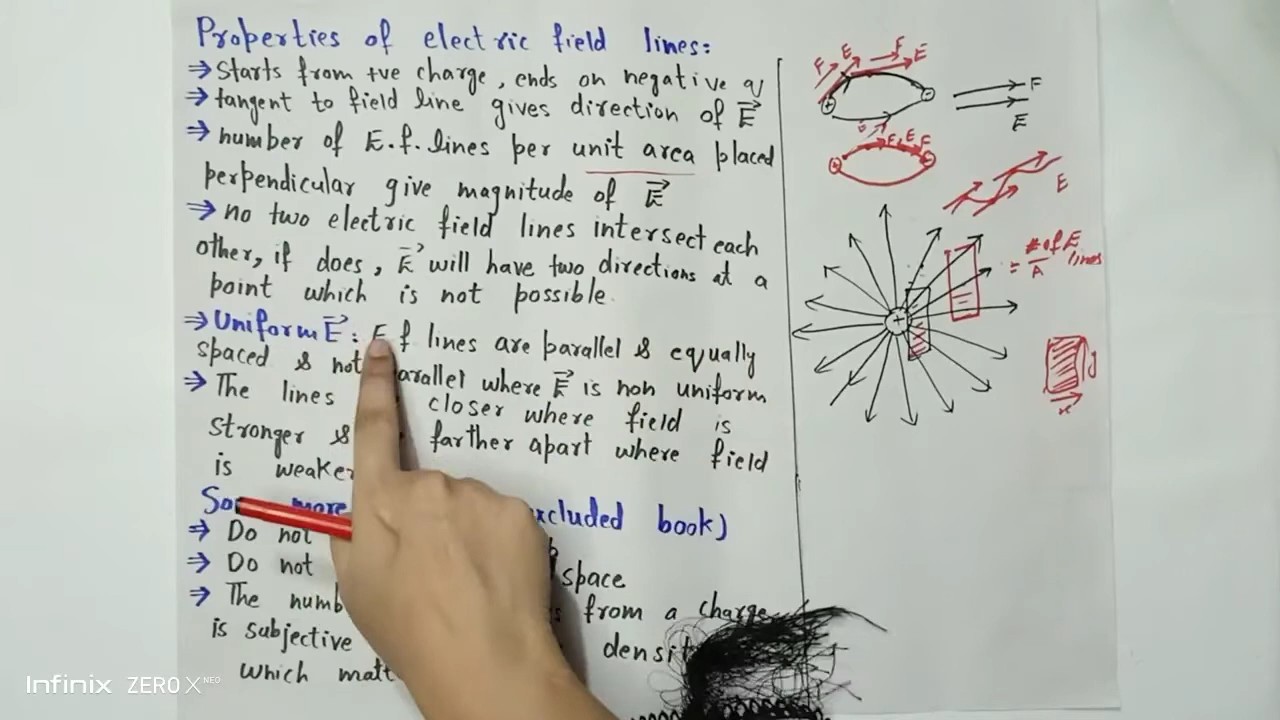 Properties of electric field lines:
⇒ Starts from +ve charge, ends on negative q
⇒ tangent to field line gives direction of E⃗
⇒ number of E.f. lines per unit area placed
perpendicular give magnitude of E⃗
⇒ no two electric field lines intersect each
other, if does, E⃗ will have two directions at a
point which is not possible.
⇒ Uniform E⃗: E f lines are parallel & equally
spaced & not parallel where E⃗ is non uniform
⇒ The lines closer where field is
stronger & farther apart where field
is weaker
more excluded book)
⇒ Do not
⇒ Do not space
⇒ The from a charge
is subjective
which
F E F E
F
E
E F
E
# of E lines
= A
+
Infinix ZERO X NEO